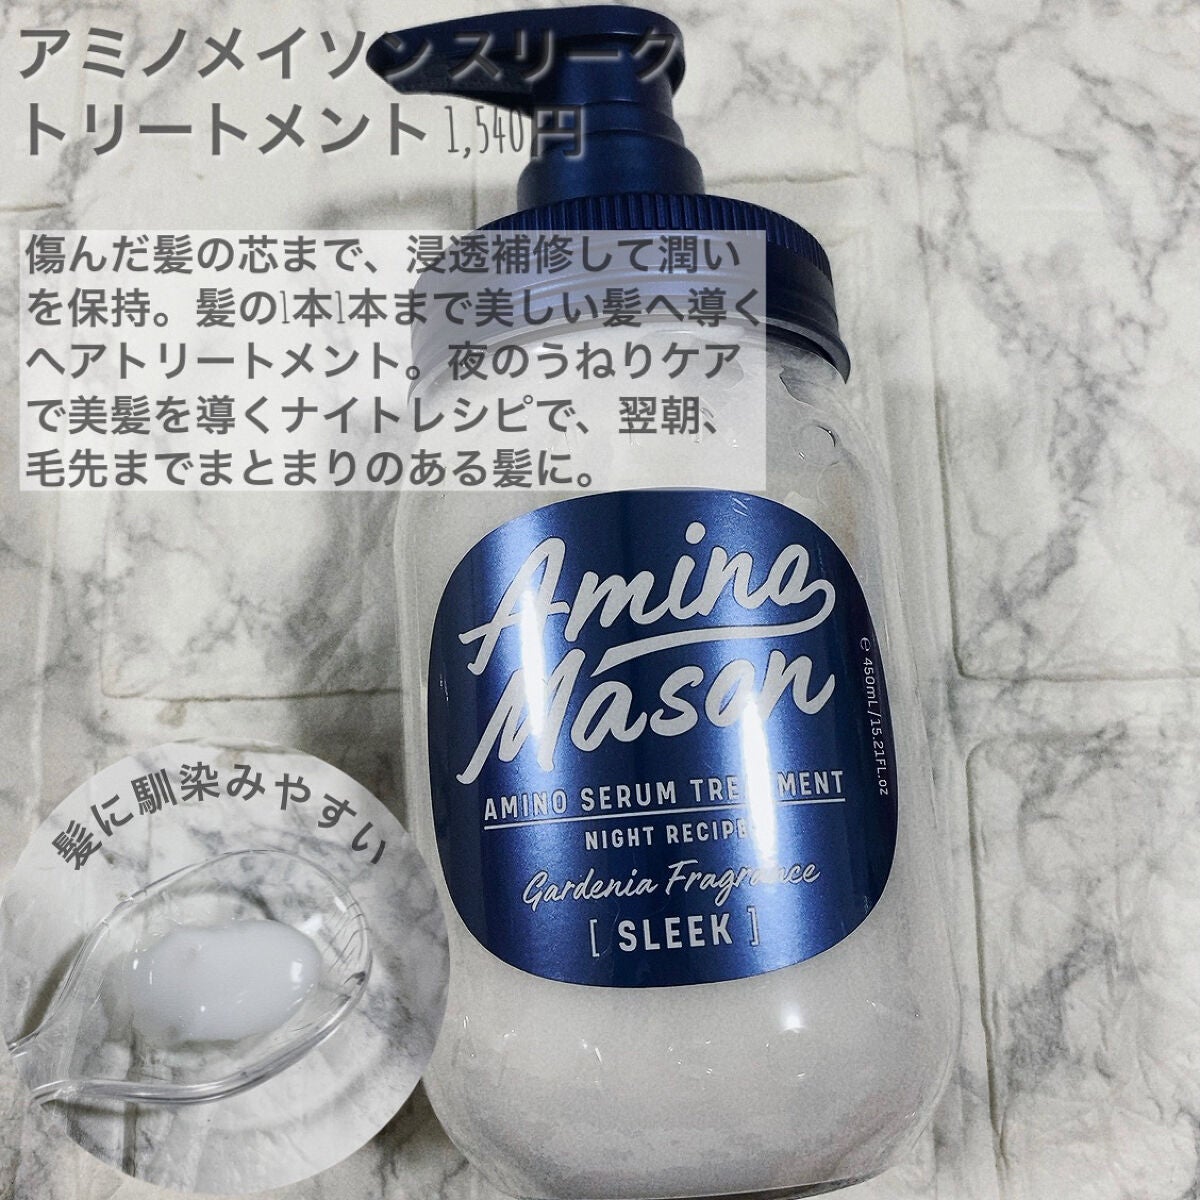 アミノメイソン スリーク
トリートメント 1,540円
傷んだ髪の芯まで、浸透補修して潤い
を保持。髪の1本1本まで美しい髪へ導く
ヘアトリートメント。夜のうねりケア
で美髪を導くナイトレシピで、翌朝、
毛先までまとまりのある髪に。
Amino
Mason
AMINO SERUM TREATMENT
NIGHT RECIPE
Gardenia Fragrance
[ SLEEK ]
℮ 450mL / 15.21FL.oz
髪に馴染みやすい